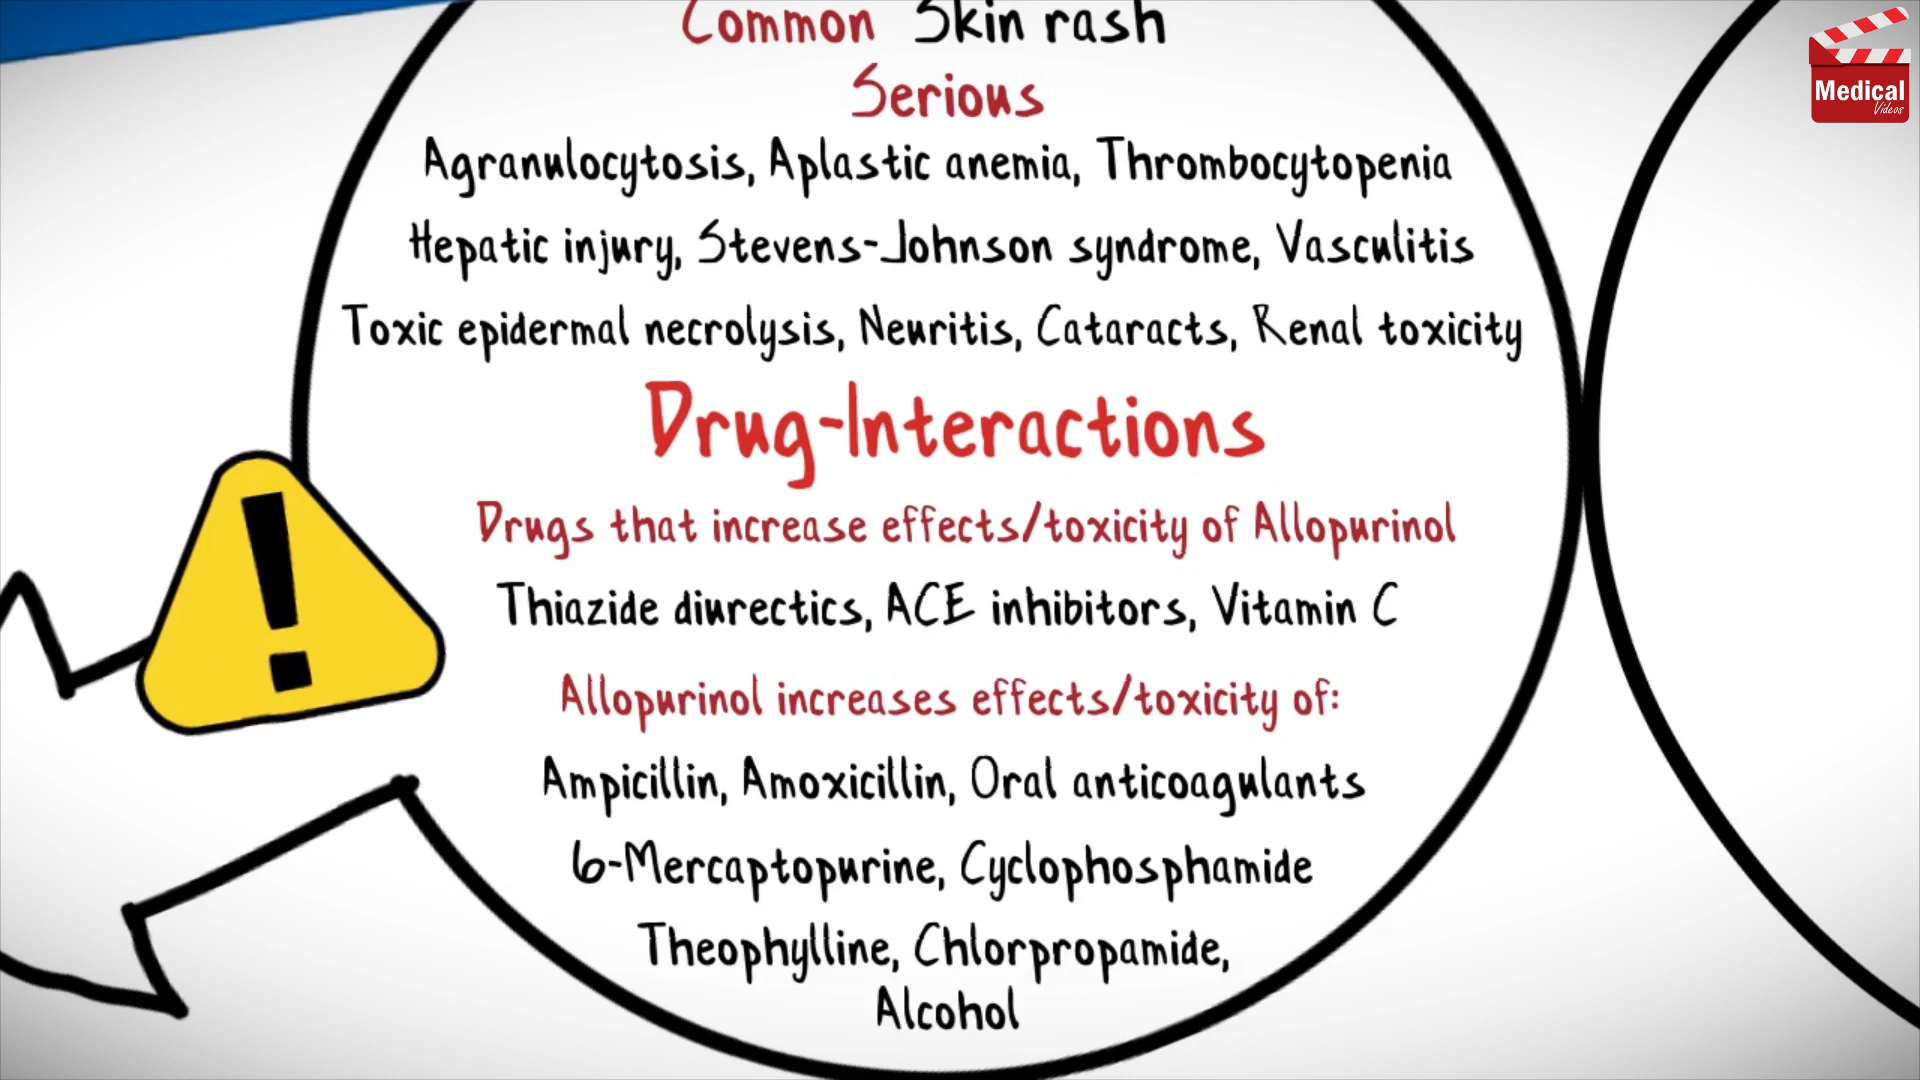 Common Skin rash
Serious
Agranulocytosis, Aplastic anemia, Thrombocytopenia
Hepatic injury, Stevens-Johnson syndrome, Vasculitis
Toxic epidermal necrolysis, Neuritis, Cataracts, Renal toxicity
Drug-Interactions
Drugs that increase effects/toxicity of Allopurinol
Thiazide diurectics, ACE inhibitors, Vitamin C
Allopurinol increases effects/toxicity of:
Ampicillin, Amoxicillin, Oral anticoagulants
6-Mercaptopurine, Cyclophosphamide
Theophylline, Chlorpropamide,
Alcohol
!
Medical
Videos